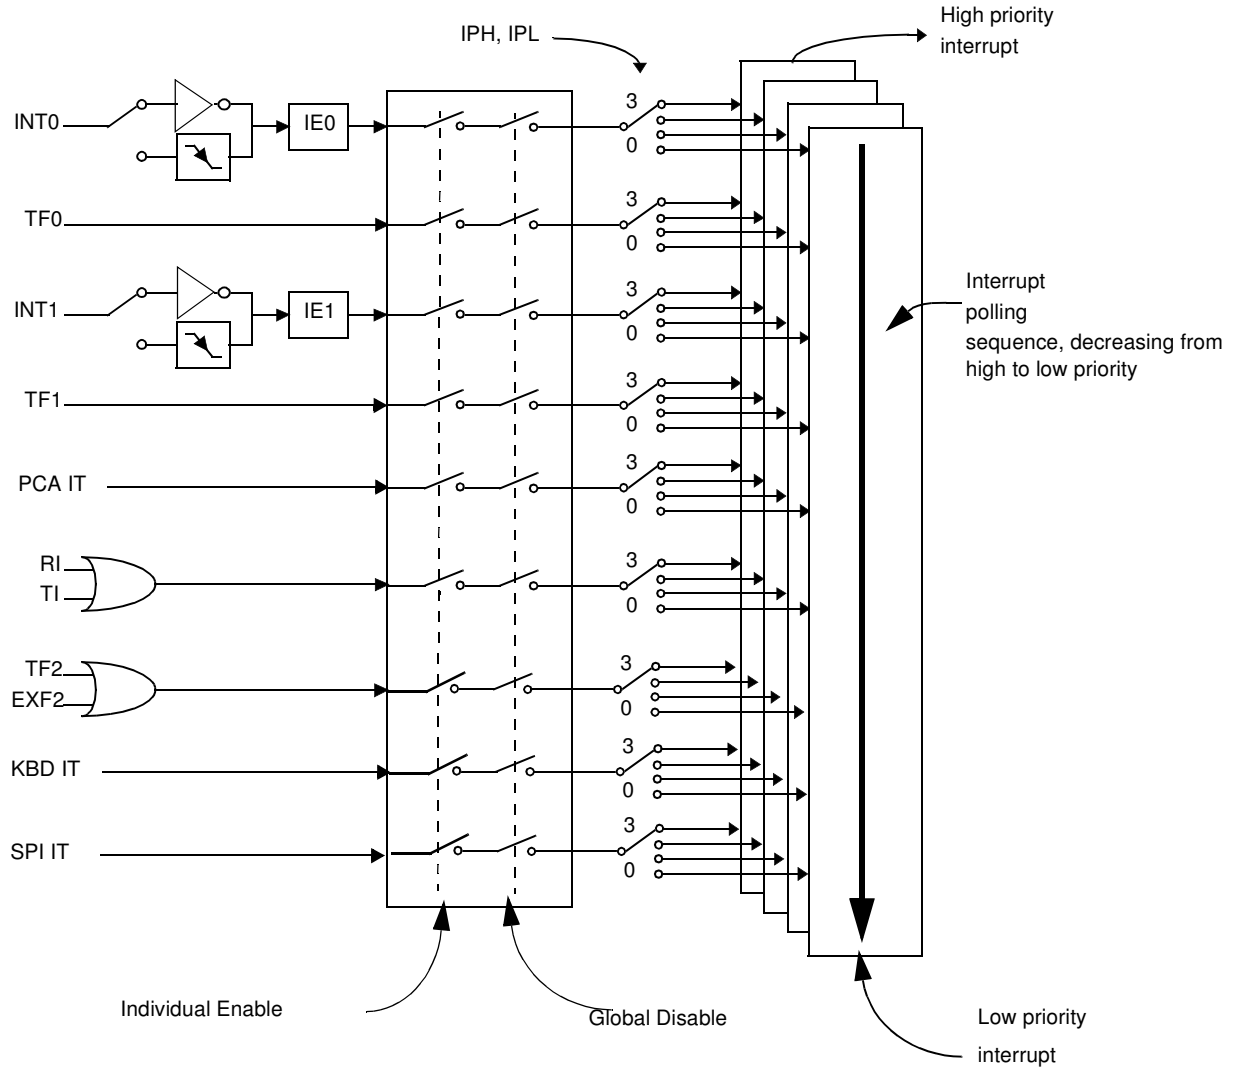 High priority
interrupt
IPH, IPL
INT0
IE0
3
0
TF0
3
0
INT1
IE1
3
0
Interrupt
polling
sequence, decreasing from
high to low priority
TF1
3
0
PCA IT
3
0
RI
TI
3
0
TF2
EXF2
3
0
KBD IT
3
0
SPI IT
3
0
Individual Enable
Global Disable
Low priority
interrupt